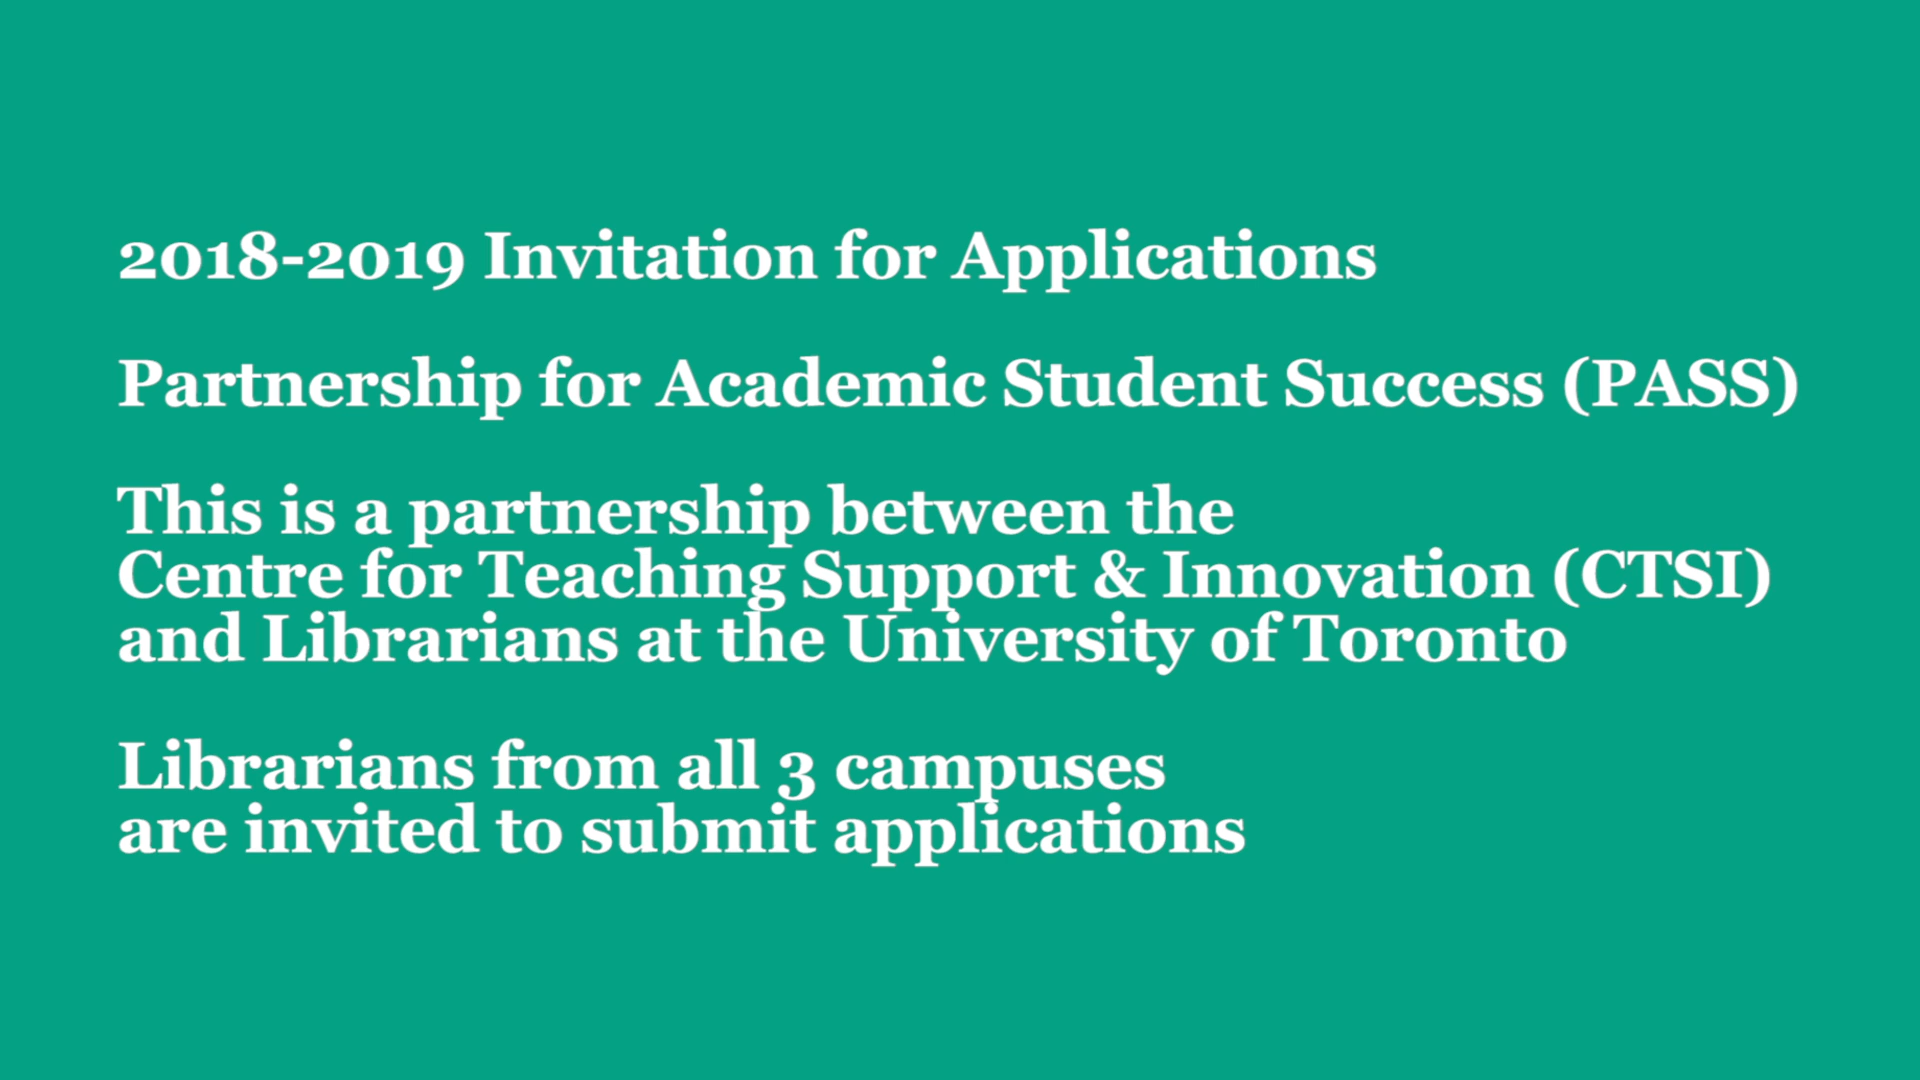 2018-2019 Invitation for Applications
Partnership for Academic Student Success (PASS)
This is a partnership between the
Centre for Teaching Support & Innovation (CTSI)
and Librarians at the University of Toronto
Librarians from all 3 campuses
are invited to submit applications